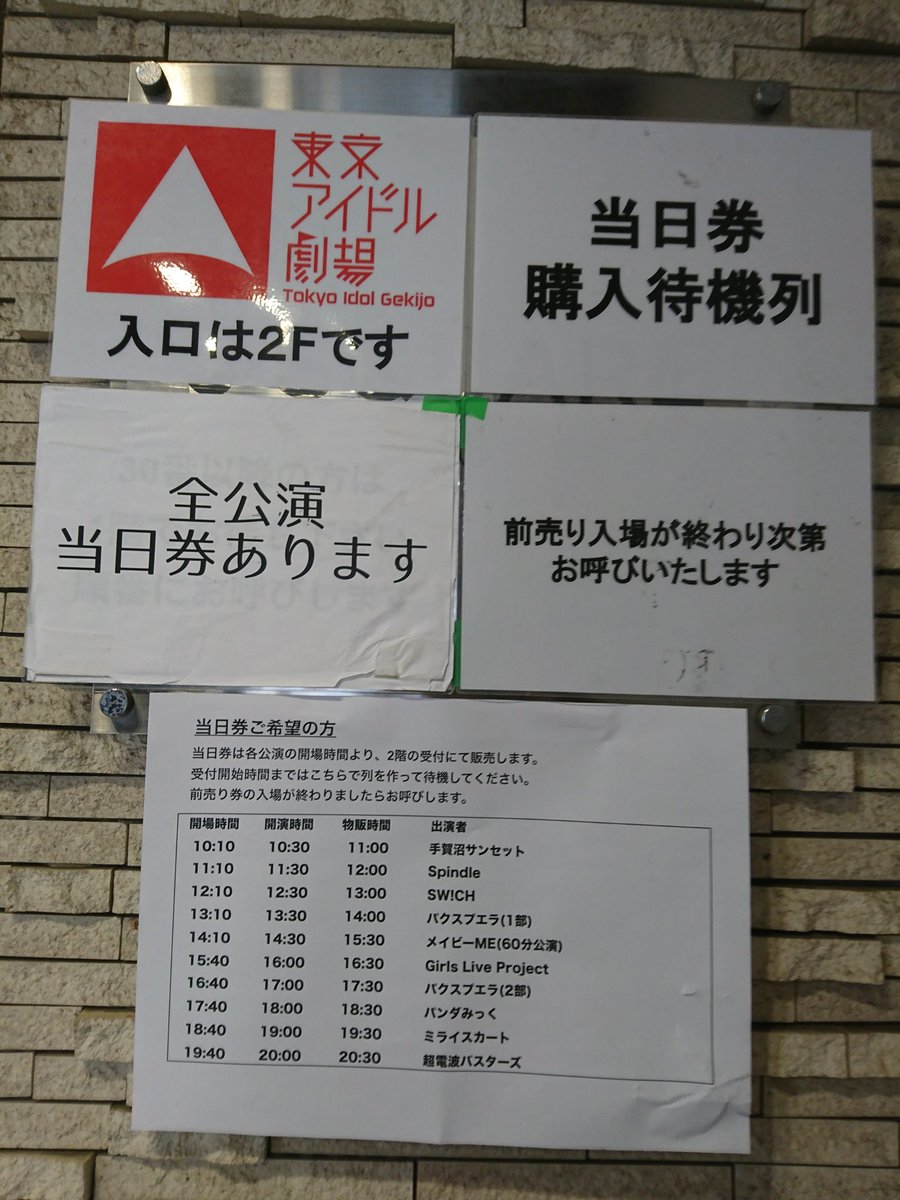 東京
アイドル
劇場
Tokyo Idol Gekijo
入口は2Fです
当日券
購入待機列
全公演
当日券あります
前売り入場が終わり次第
お呼びいたします
当日券ご希望の方
当日券は各公演の開場時間より、2階の受付にて販売します。
受付開始時間まではこちらで列を作って待機してください。
前売り券の入場が終わりましたらお呼びします。
開場時間 開演時間 物販時間 出演者
10:10 10:30 11:00 手賀沼サンセット
11:10 11:30 12:00 Spindle
12:10 12:30 13:00 SW!CH
13:10 13:30 14:00 パクスプエラ(1部)
14:10 14:30 15:30 メイビーME(60分公演)
15:40 16:00 16:30 Girls Live Project
16:40 17:00 17:30 パクスプエラ(2部)
17:40 18:00 18:30 パンダみっく
18:40 19:00 19:30 ミライスカート
19:40 20:00 20:30 超電波バスターズ